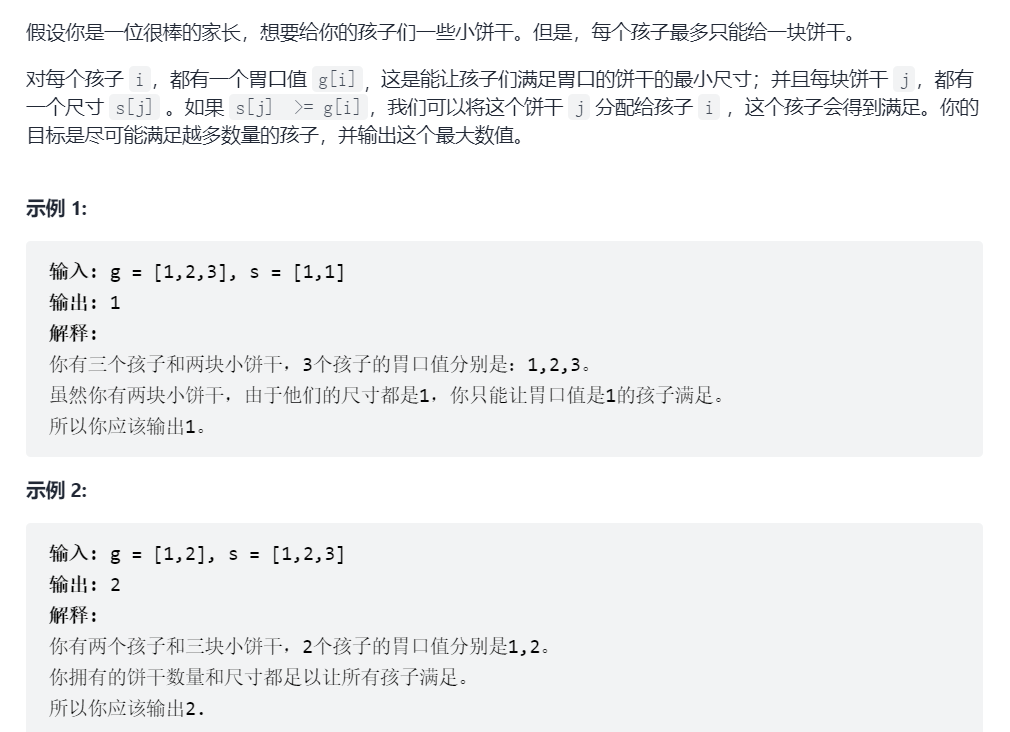 假设你是一位很棒的家长，想要给你的孩子们一些小饼干。但是，每个孩子最多只能给一块饼干。
对每个孩子 i，都有一个胃口值 g[i]，这是能让孩子们满足胃口的饼干的最小尺寸；并且每块饼干 j，都有
一个尺寸 s[j] 。如果 s[j] >= g[i]，我们可以将这个饼干 j 分配给孩子 i ，这个孩子会得到满足。你的
目标是尽可能满足越多数量的孩子，并输出这个最大数值。
示例 1:
输入: g = [1,2,3], s = [1,1]
输出: 1
解释:
你有三个孩子和两块小饼干，3个孩子的胃口值分别是：1,2,3。
虽然你有两块小饼干，由于他们的尺寸都是1，你只能让胃口值是1的孩子满足。
所以你应该输出1。
示例 2:
输入: g = [1,2], s = [1,2,3]
输出: 2
解释:
你有两个孩子和三块小饼干，2个孩子的胃口值分别是1,2。
你拥有的饼干数量和尺寸都足以让所有孩子满足。
所以你应该输出2.